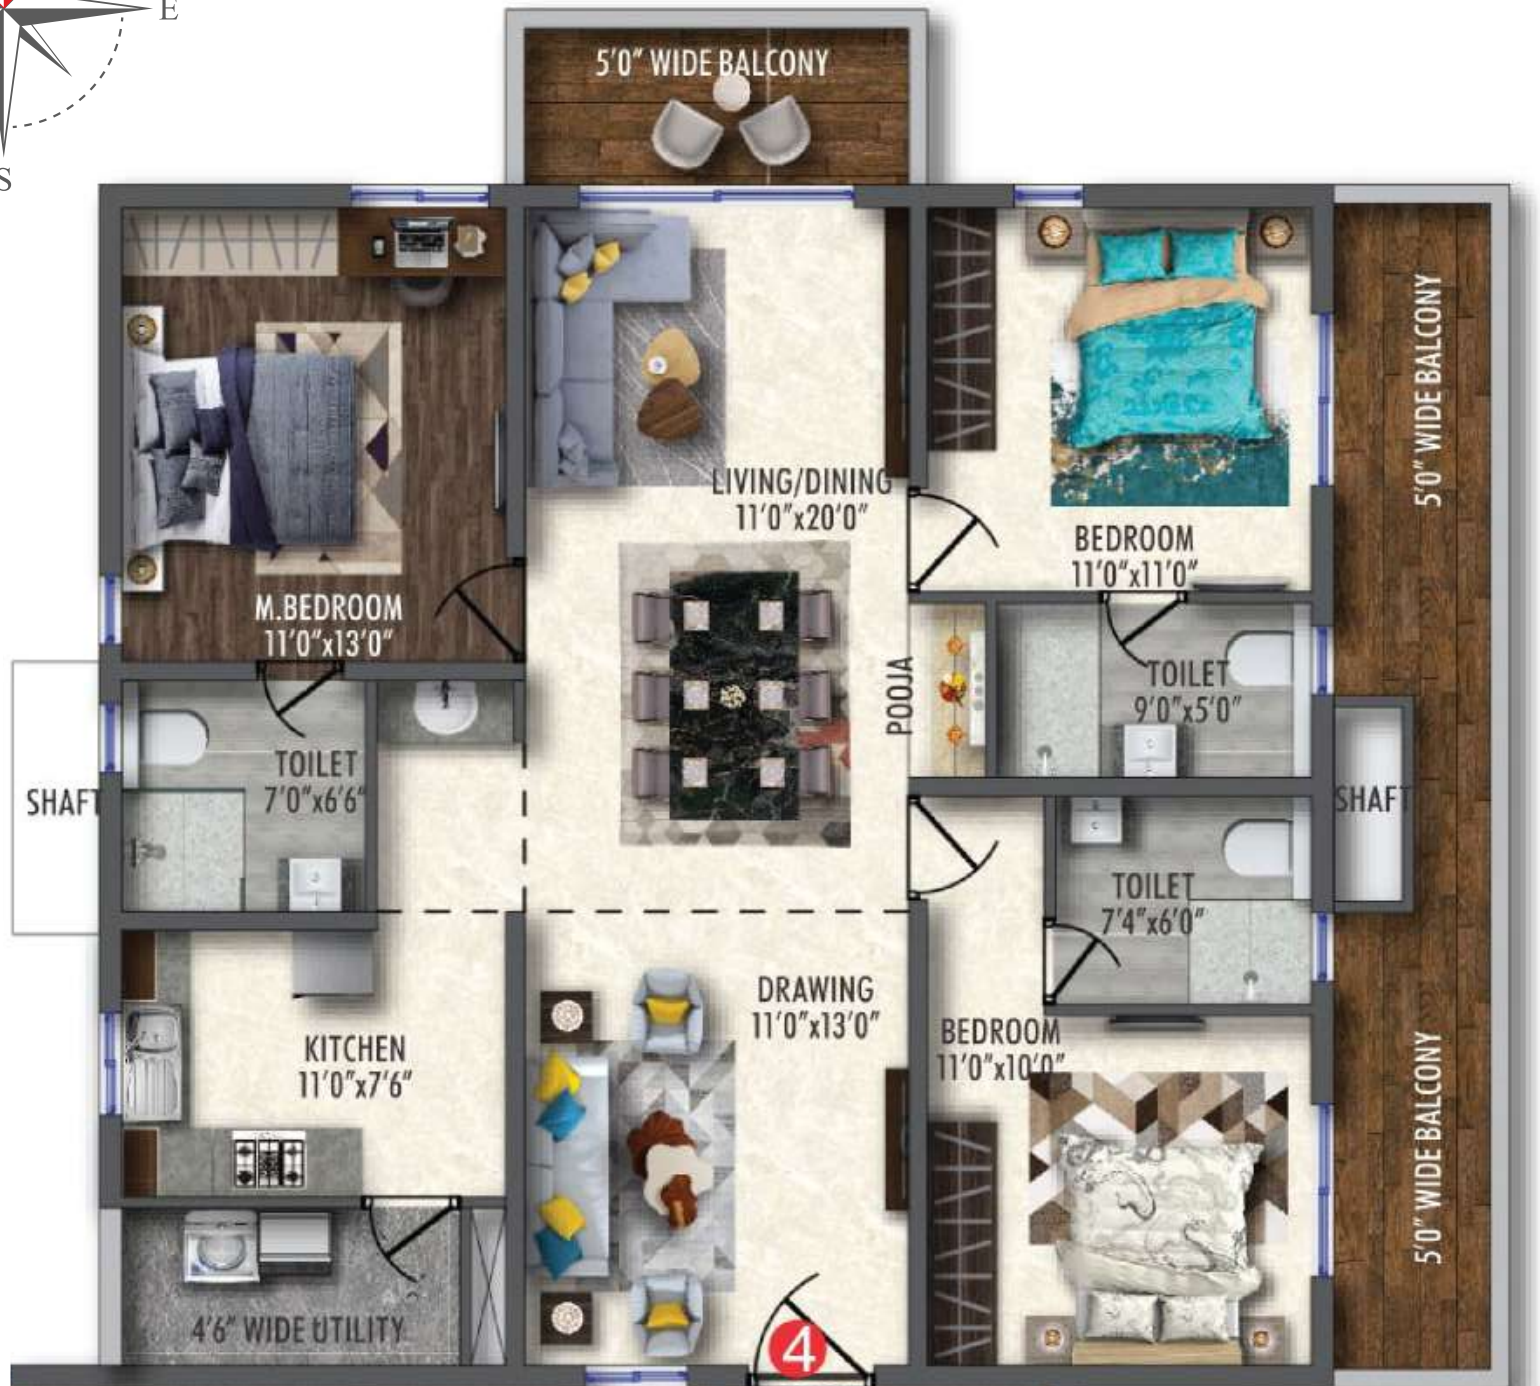 E
S
5'0" WIDE BALCONY
LIVING/DINING
11'0"x20'0"
BEDROOM
11'0"x11'0"
5'0" WIDE BALCONY
M.BEDROOM
11'0"x13'0"
POOJA
TOILET
9'0"x5'0"
TOILET
7'0"x6'6"
SHAFT
SHAFT
TOILET
7'4"x6'0"
DRAWING
11'0"x13'0"
KITCHEN
11'0"x7'6"
BEDROOM
11'0"x10'0"
5'0" WIDE BALCONY
4'6" WIDE UTILITY
4